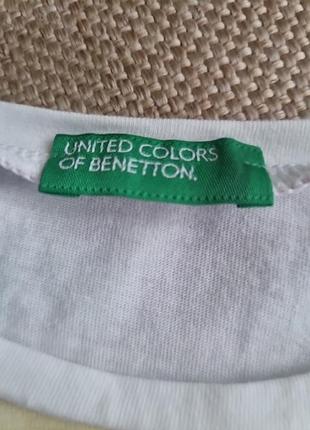 UNITED COLORS
OF BENETTON.